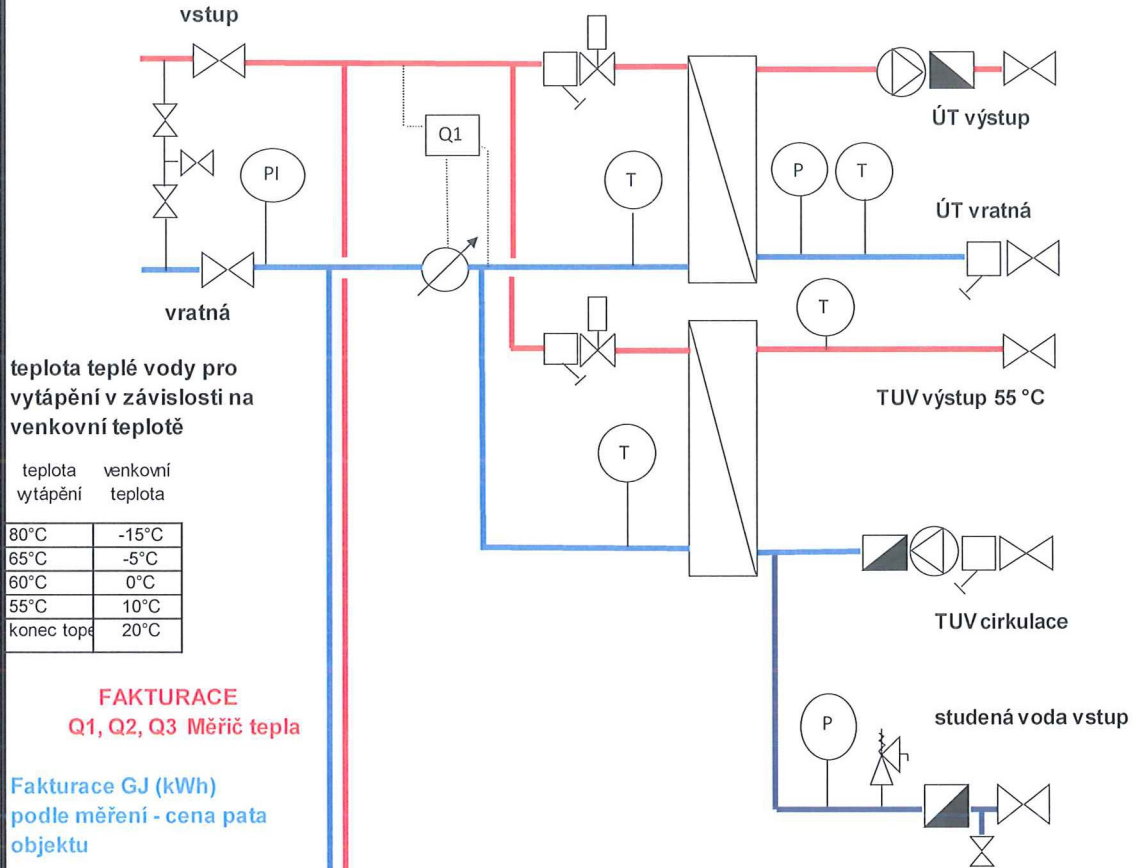 vstup
Q1
PI
T
P
T
ÚT výstup
ÚT vratná
vratná
T
TUV výstup 55 °C
teplota teplé vody pro
vytápění v závislosti na
venkovní teplotě
T
teplota venkovní
vytápění teplota
80°C -15°C
65°C -5°C
60°C 0°C
55°C 10°C
konec tope 20°C
TUV cirkulace
FAKTURACE
Q1, Q2, Q3 Měřič tepla
P
studená voda vstup
Fakturace GJ (kWh)
podle měření - cena pata
objektu